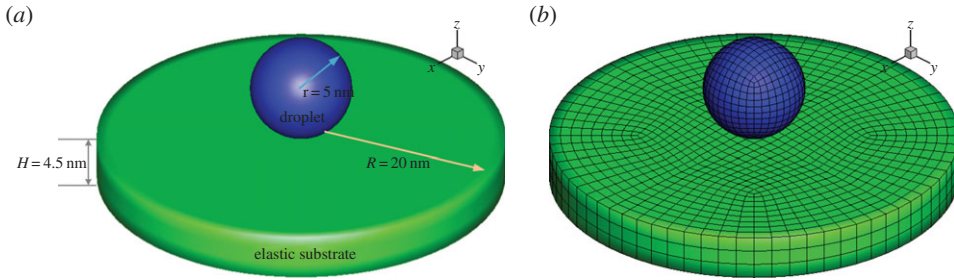 (a)
z
x
y
r = 5 nm
droplet
H = 4.5 nm
R = 20 nm
elastic substrate
(b)
z
x
y